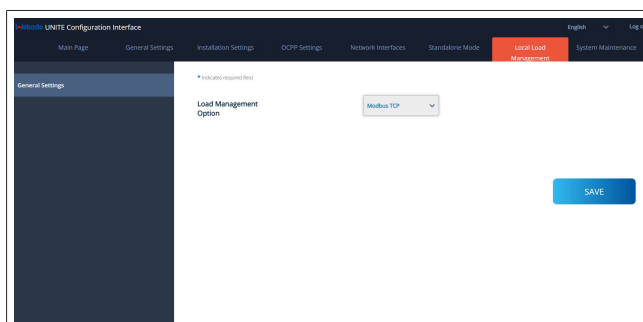 UNITE Configuration Interface
English
Log o
Main Page
General Settings
Installation Settings
OCPP Settings
Network Interfaces
Standalone Mode
Local Load
Management
System Maintenance
General Settings
* Indicates required field.
Load Management
Option
Modbus TCP
SAVE